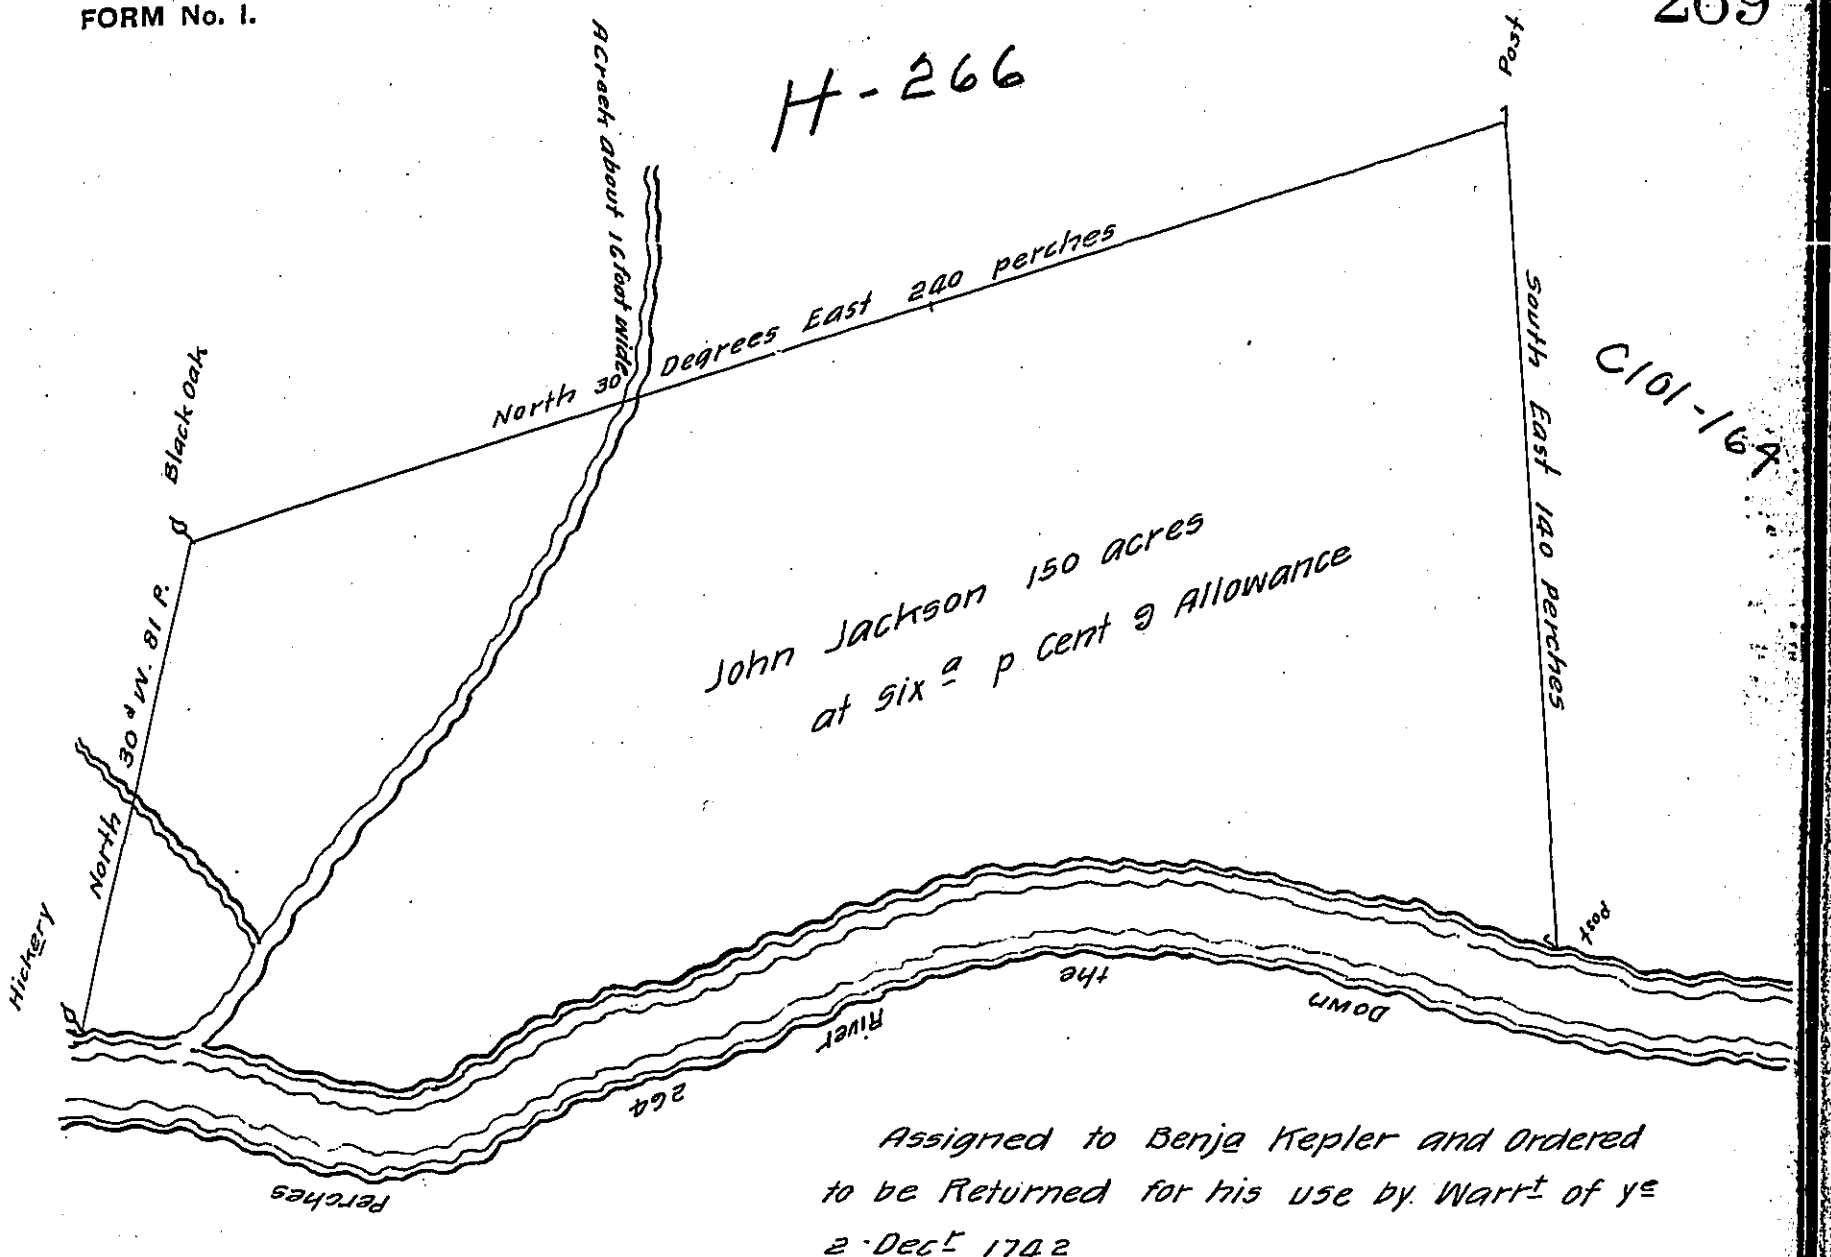 FORM No. 1.
269
H-266
Acreek about 16 foot wide
Post
North 30 Degrees East 240 perches
Black Oak
South East 140 Perches
C101-164
North 30ᵈ W. 81 P.
Hickery
John Jackson 150 acres
at six a p Cent g Allowance
Post
Down the River 264 Perches
Assigned to Benja Kepler and Ordered
to be Returned for his use by Warrᵗ of yᵉ
2 Decʳ 1742